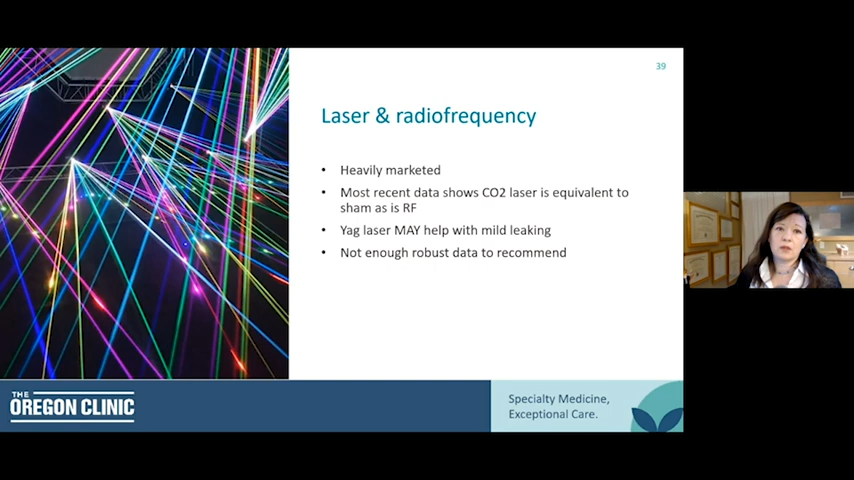 39
Laser & radiofrequency
• Heavily marketed
• Most recent data shows CO2 laser is equivalent to
sham as is RF
• Yag laser MAY help with mild leaking
• Not enough robust data to recommend
THE
OREGON CLINIC
Specialty Medicine,
Exceptional Care.